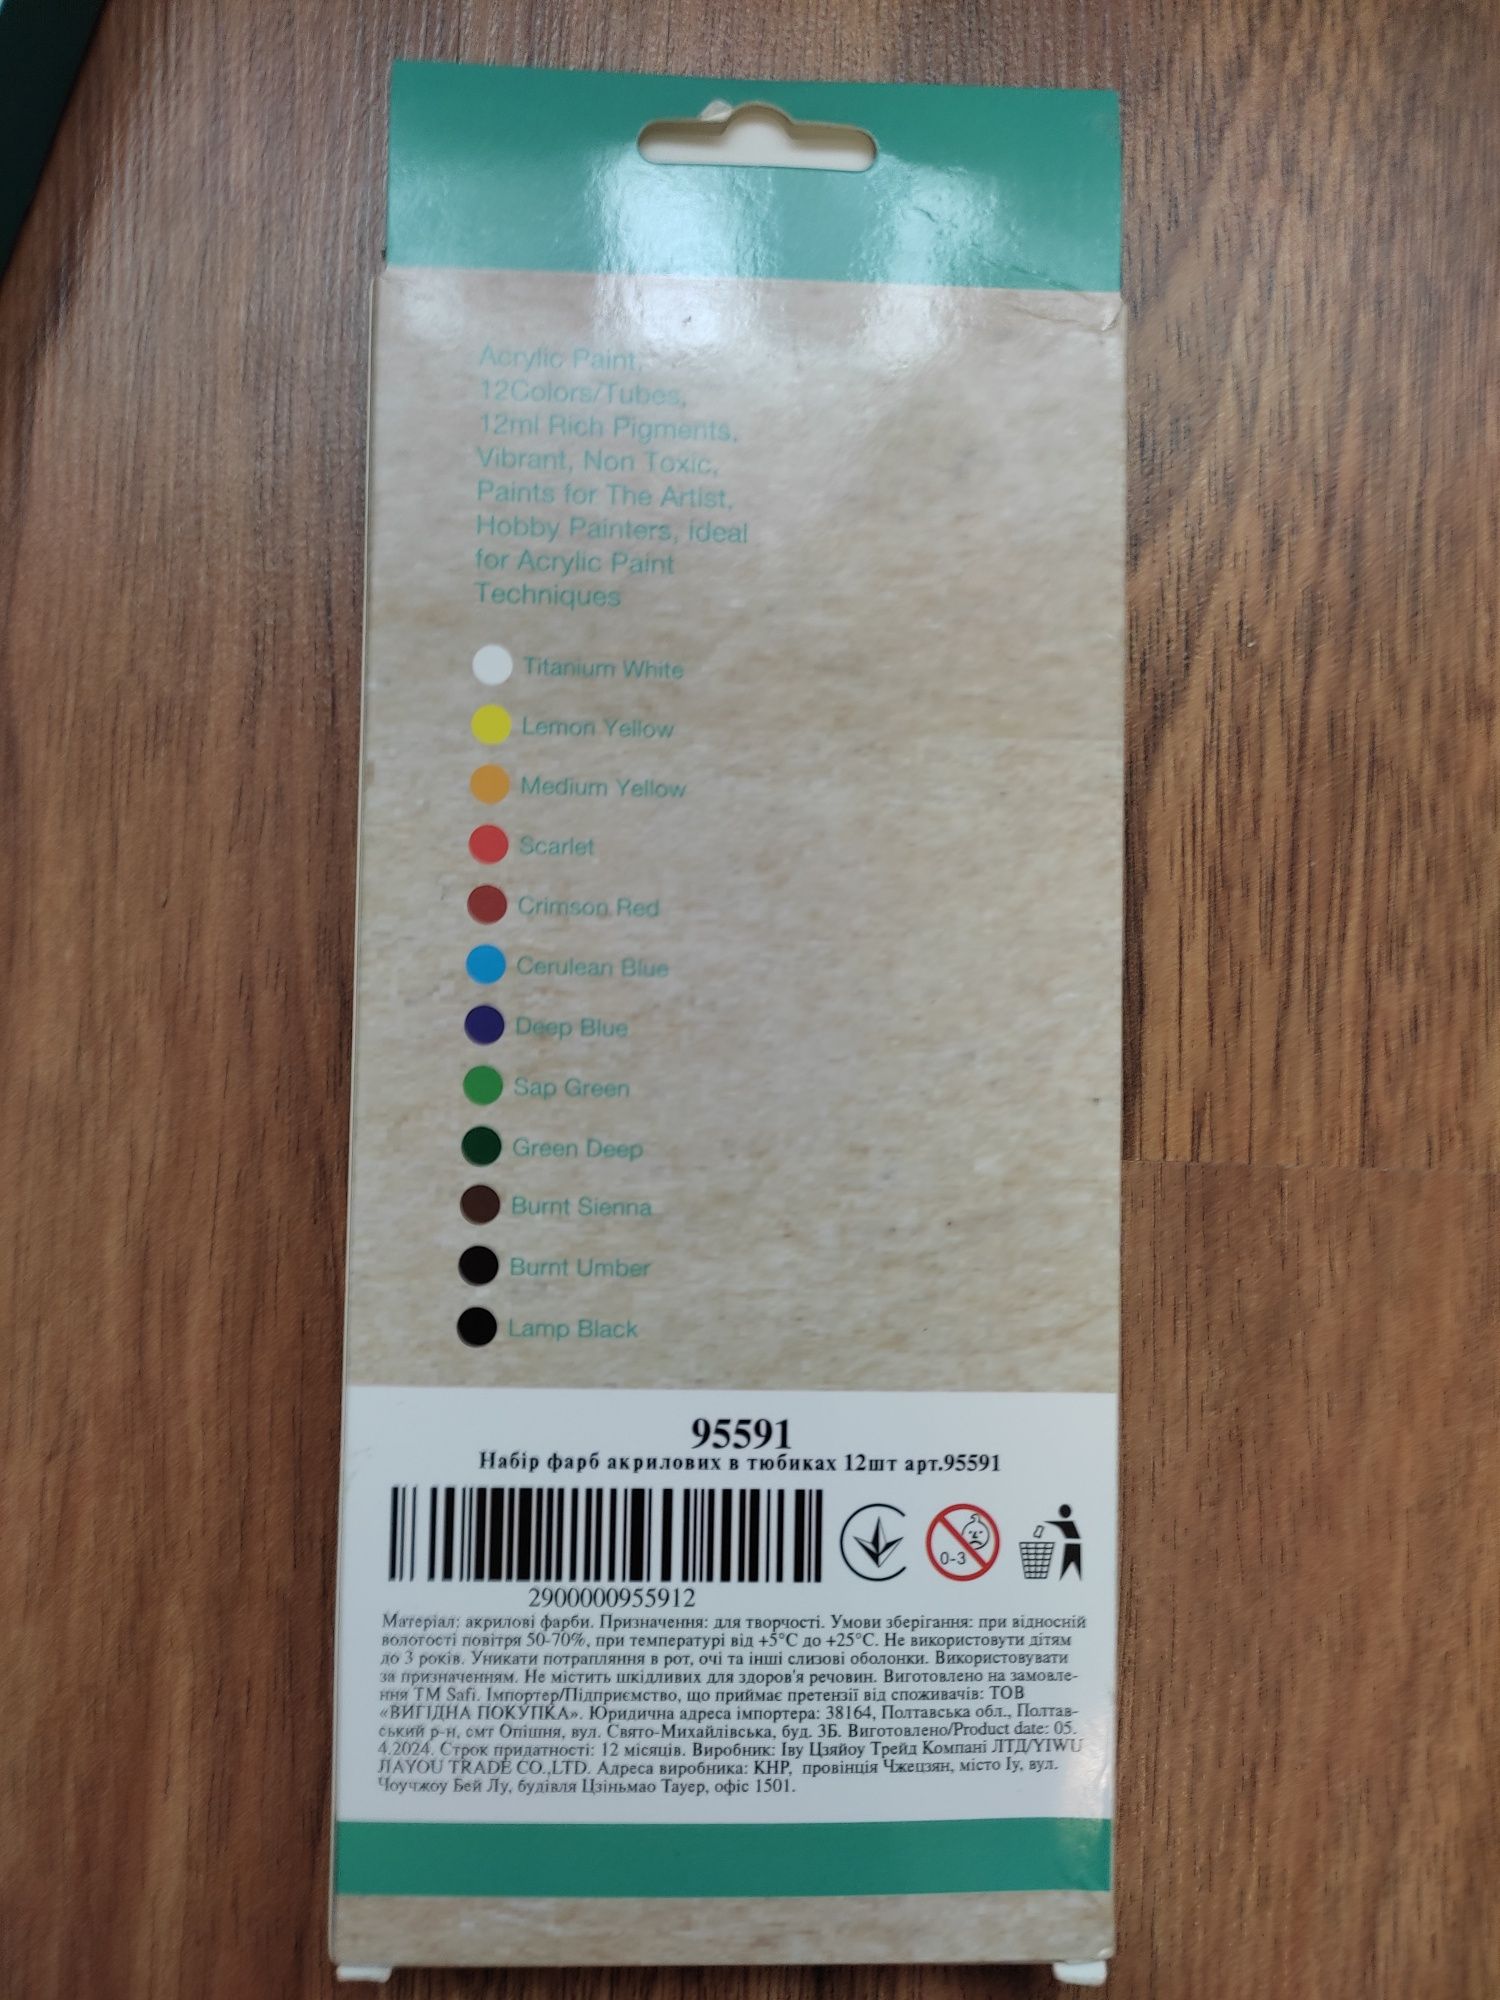 Acrylic Paint,
12Colors/Tubes,
12ml Rich Pigments,
Vibrant, Non Toxic,
Paints for The Artist,
Hobby Painters, ideal
for Acrylic Paint
Techniques
Titanium White
Lemon Yellow
Medium Yellow
Scarlet
Crimson Red
Cerulean Blue
Deep Blue
Sap Green
Green Deep
Burnt Sienna
Burnt Umber
Lamp Black
95591
Набір фарб акрилових в тюбиках 12шт арт.95591
0-3
2900000955912
Матеріал: акрилові фарби. Призначення: для творчості. Умови зберігання: при відносній
вологості повітря 50-70%, при температурі від +5°C до +25°C. Не використовути дітям
до 3 років. Уникати потрапляння в рот, очі та інші слизові оболонки. Використовувати
за призначенням. Не містить шкідливих для здоров'я речовин. Виготовлено на замовле-
ння ТМ Safi. Імпортер/Підприємство, що приймає претензії від споживачів: ТОВ
«ВИГІДНА ПОКУПКА». Юридична адреса імпортера: 38164, Полтавська обл., Полтав-
ський р-н, смт Опішня, вул. Свято-Михайлівська, буд. 3Б. Виготовлено/Product date: 05.
4.2024. Строк придатності: 12 місяців. Виробник: Іву Цзяйоу Трейд Компані ЛТД/YIWU
JIAYOU TRADE CO.,LTD. Адреса виробника: КНР, провінція Чжецзян, місто Іу, вул.
Чоучжоу Бей Лу, будівля Цзіньмао Тауер, офіс 1501.